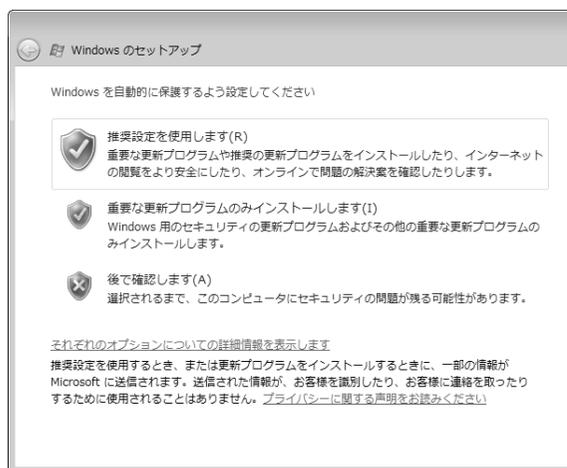 Windows のセットアップ
Windows を自動的に保護するよう設定してください
推奨設定を使用します(R)
重要な更新プログラムや推奨の更新プログラムをインストールしたり、インターネット
の閲覧をより安全にしたり、オンラインで問題の解決案を確認したりします。
重要な更新プログラムのみインストールします(I)
Windows 用のセキュリティの更新プログラムおよびその他の重要な更新プログラムの
みインストールします。
後で確認します(A)
選択されるまで、このコンピュータにセキュリティの問題が残る可能性があります。
それぞれのオプションについての詳細情報を表示します
推奨設定を使用するとき、または更新プログラムをインストールするときに、一部の情報が
Microsoft に送信されます。送信された情報が、お客様を識別したり、お客様に連絡を取ったり
するために使用されることはありません。プライバシーに関する声明をお読みください